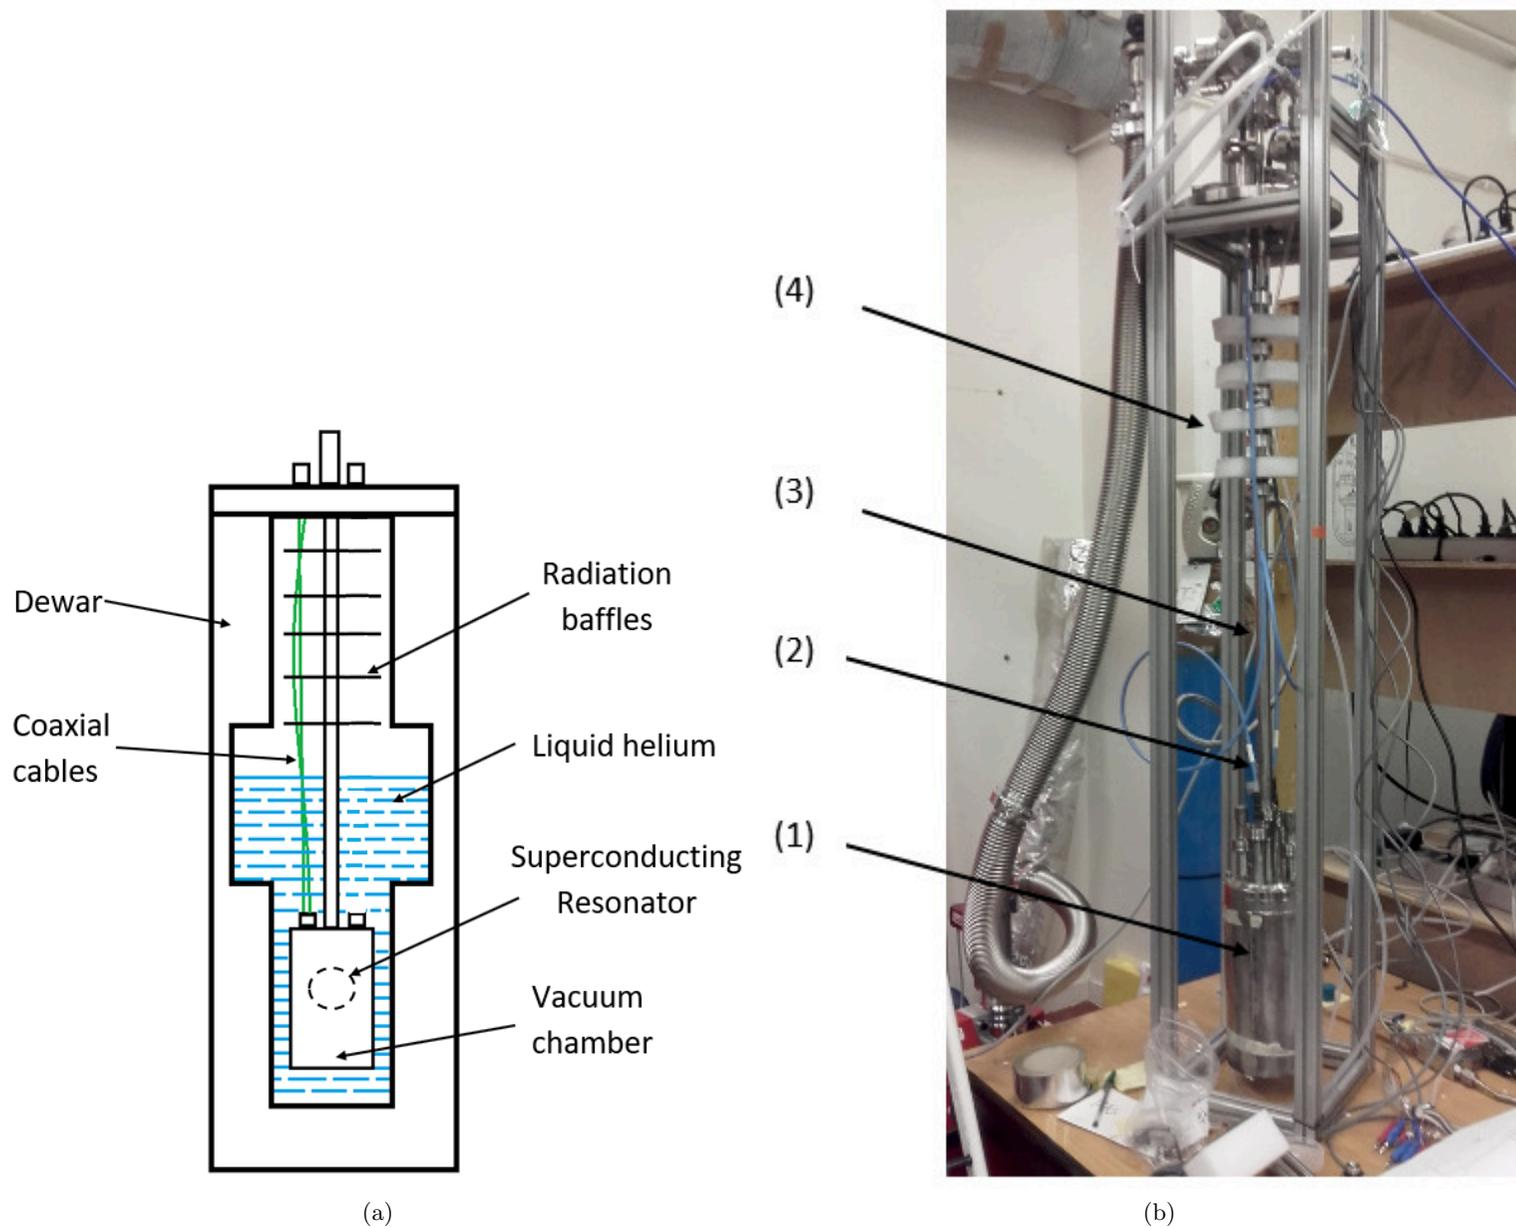 Dewar
Coaxial
cables
Radiation
baffles
Liquid helium
Superconducting
Resonator
Vacuum
chamber
(4)
(3)
(2)
(1)
(a)
(b)